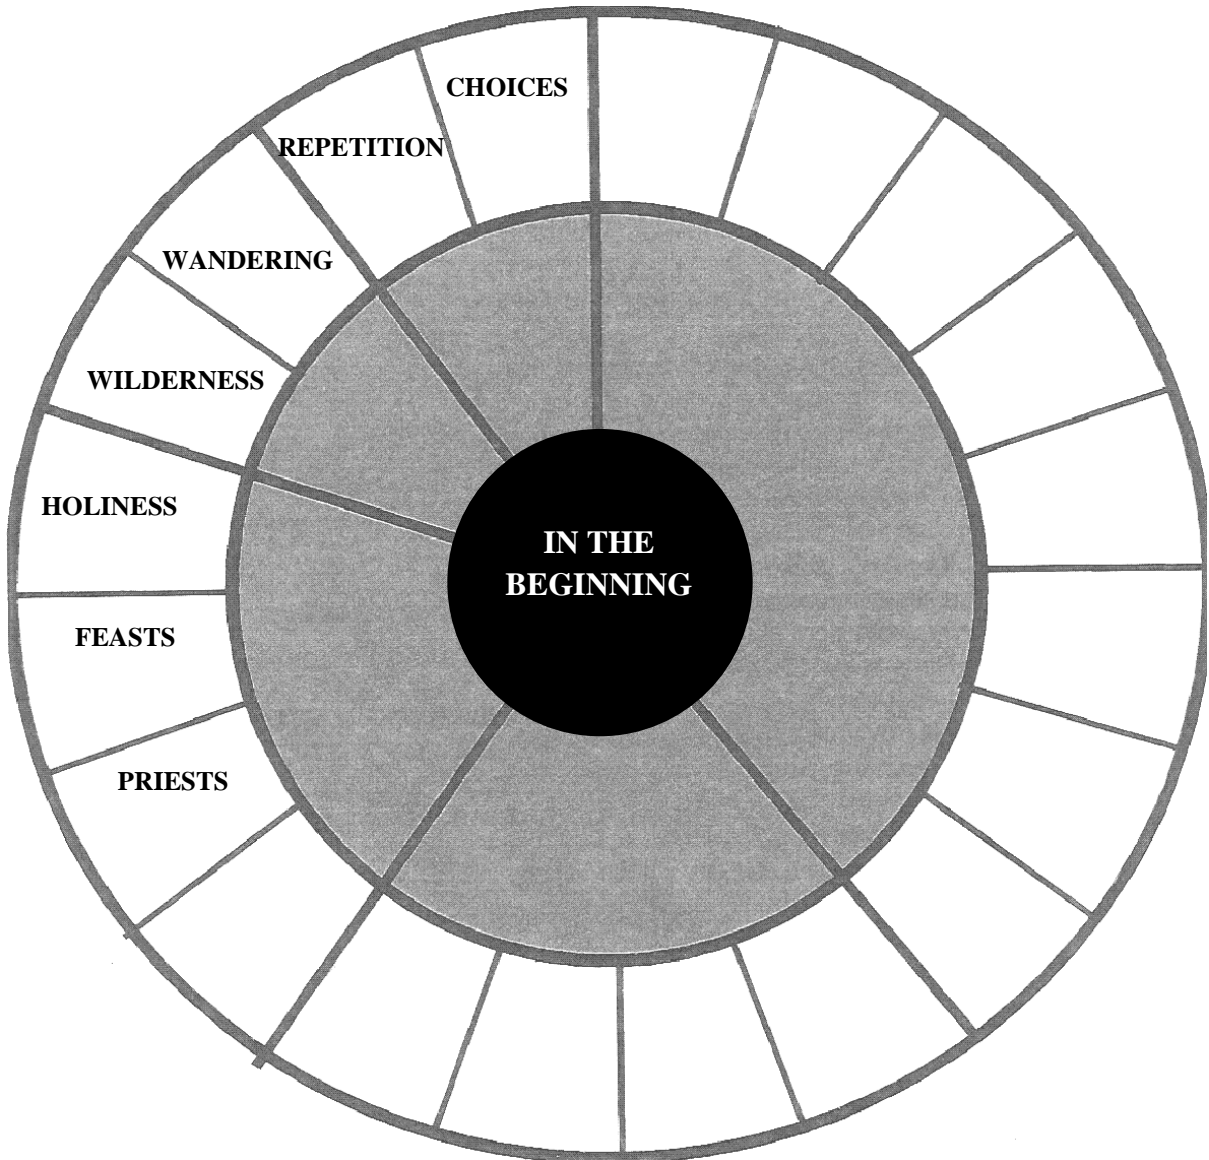 CHOICES
REPETITION
WANDERING
WILDERNESS
HOLINESS
IN THE
BEGINNING
FEASTS
PRIESTS